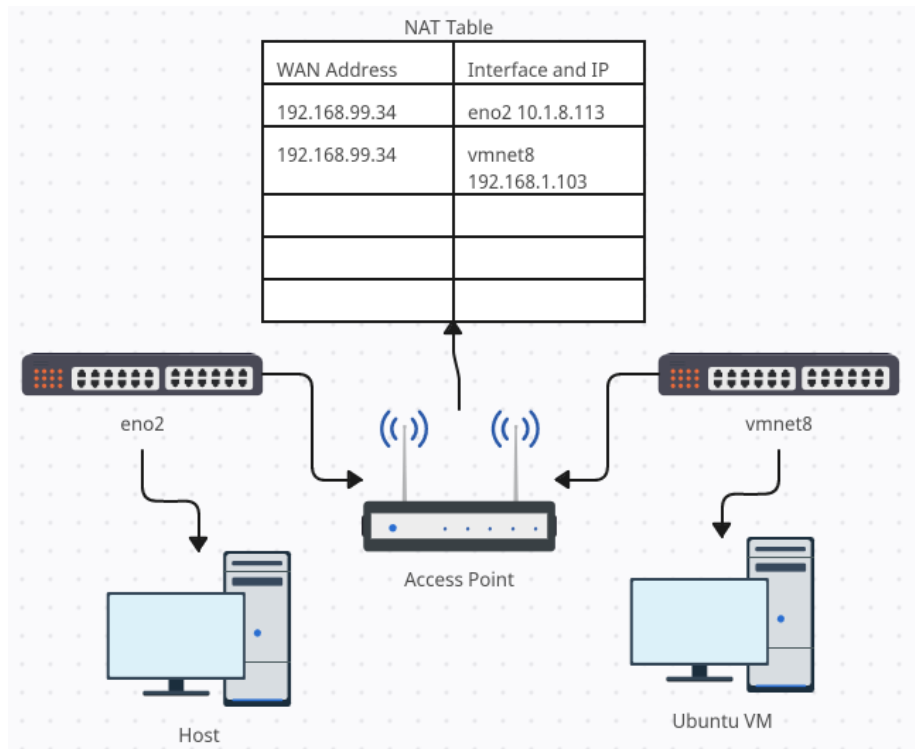 NAT Table
WAN Address
Interface and IP
192.168.99.34
eno2 10.1.8.113
192.168.99.34
vmnet8
192.168.1.103
eno2
vmnet8
Access Point
Host
Ubuntu VM